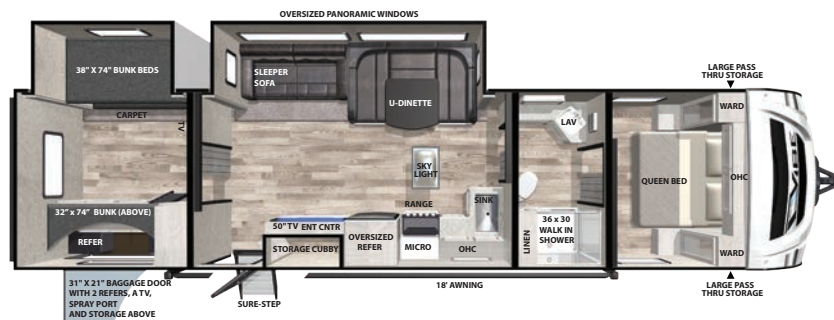 OVERSIZED PANORAMIC WINDOWS
38" X 74" BUNK BEDS
SLEEPER
SOFA
U-DINETTE
LARGE PASS
THRU STORAGE
CARPET
TV
LAV
WARD
SKY
LIGHT
QUEEN BED
OHC
VIBE
32" x 74" BUNK (ABOVE)
REFER
50" TV
ENT CNTR
STORAGE CUBBY
OVERSIZED
REFER
RANGE
MICRO
SINK
OHC
LINEN
36 x 30
WALK IN
SHOWER
WARD
31" X 21" BAGGAGE DOOR
WITH 2 REFERS, A TV,
SPRAY PORT
AND STORAGE ABOVE
SURE-STEP
18' AWNING
LARGE PASS
THRU STORAGE